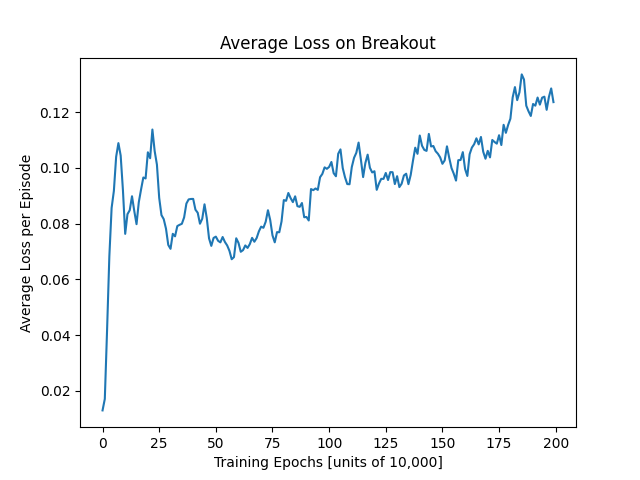 Average Loss on Breakout
Average Loss per Episode
0.12
0.10
0.08
0.06
0.04
0.02
0 25 50 75 100 125 150 175 200
Training Epochs [units of 10,000]